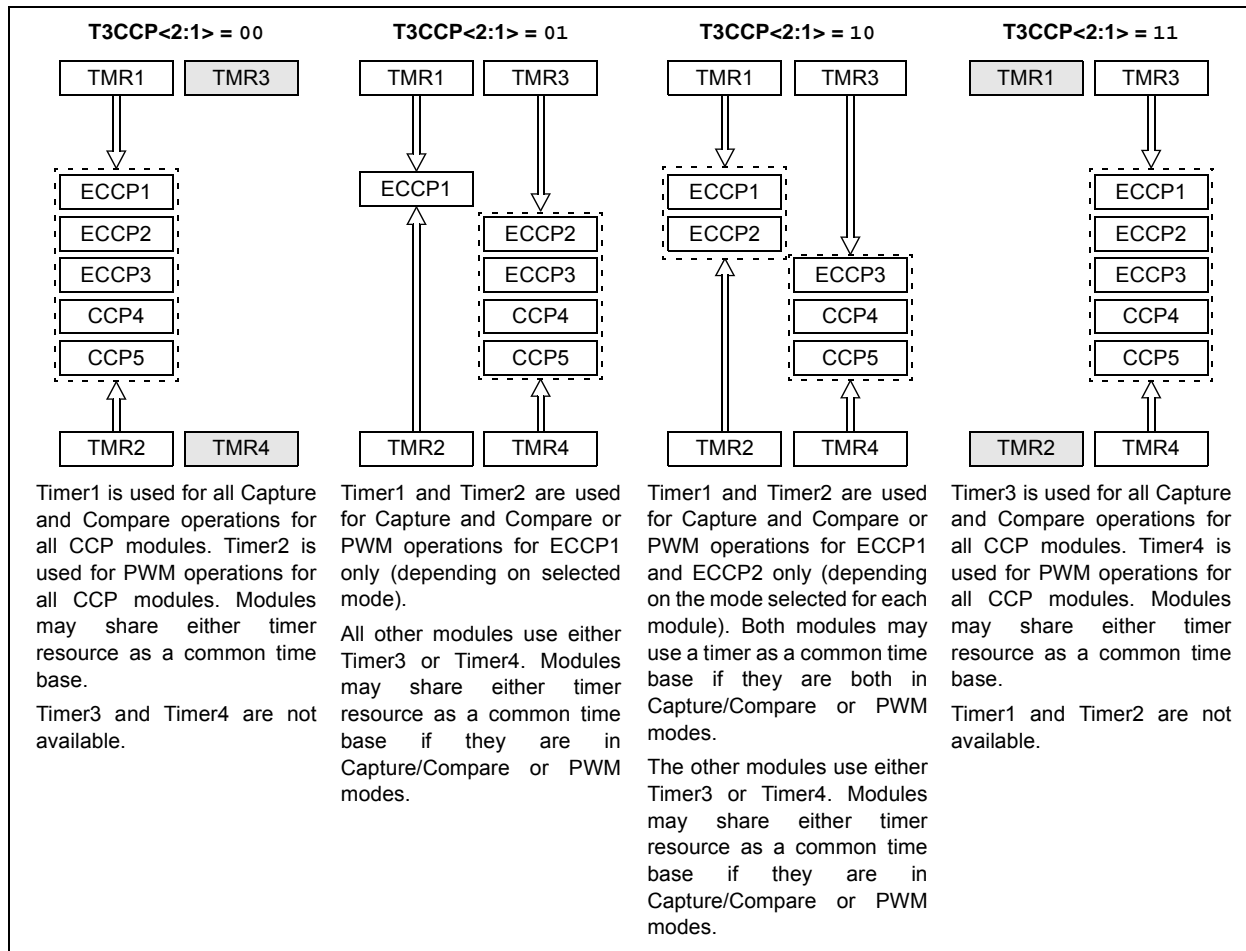 T3CCP<2:1> = 00
TMR1 TMR3
ECCP1
ECCP2
ECCP3
CCP4
CCP5
TMR2 TMR4
Timer1 is used for all Capture
and Compare operations for
all CCP modules. Timer2 is
used for PWM operations for
all CCP modules. Modules
may share either timer
resource as a common time
base.
Timer3 and Timer4 are not
available.
T3CCP<2:1> = 01
TMR1 TMR3
ECCP1
ECCP2
ECCP3
CCP4
CCP5
TMR2 TMR4
Timer1 and Timer2 are used
for Capture and Compare or
PWM operations for ECCP1
only (depending on selected
mode).
All other modules use either
Timer3 or Timer4. Modules
may share either timer
resource as a common time
base if they are in
Capture/Compare or PWM
modes.
T3CCP<2:1> = 10
TMR1 TMR3
ECCP1
ECCP2
ECCP3
CCP4
CCP5
TMR2 TMR4
Timer1 and Timer2 are used
for Capture and Compare or
PWM operations for ECCP1
and ECCP2 only (depending
on the mode selected for each
module). Both modules may
use a timer as a common time
base if they are both in
Capture/Compare or PWM
modes.
The other modules use either
Timer3 or Timer4. Modules
may share either timer
resource as a common time
base if they are in
Capture/Compare or PWM
modes.
T3CCP<2:1> = 11
TMR1 TMR3
ECCP1
ECCP2
ECCP3
CCP4
CCP5
TMR2 TMR4
Timer3 is used for all Capture
and Compare operations for
all CCP modules. Timer4 is
used for PWM operations for
all CCP modules. Modules
may share either timer
resource as a common time
base.
Timer1 and Timer2 are not
available.